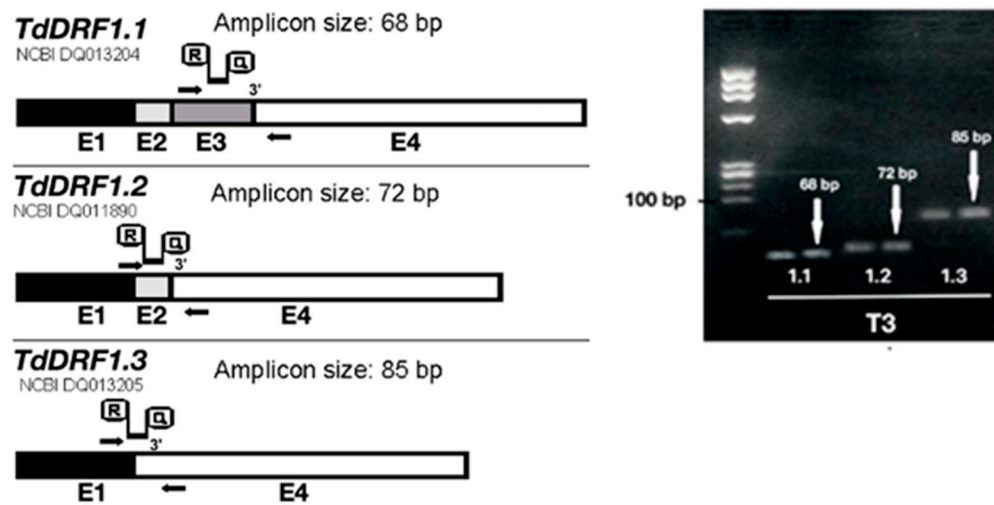 TdDRF1.1
Amplicon size: 68 bp
NCBI DQ013204
R Q
3'
E1 E2 E3 E4
TdDRF1.2
Amplicon size: 72 bp
NCBI DQ011890
R Q
3'
E1 E2 E4
TdDRF1.3
Amplicon size: 85 bp
NCBI DQ013205
R Q
3'
E1 E4
85 bp
72 bp
68 bp
100 bp
1.1 1.2 1.3
T3